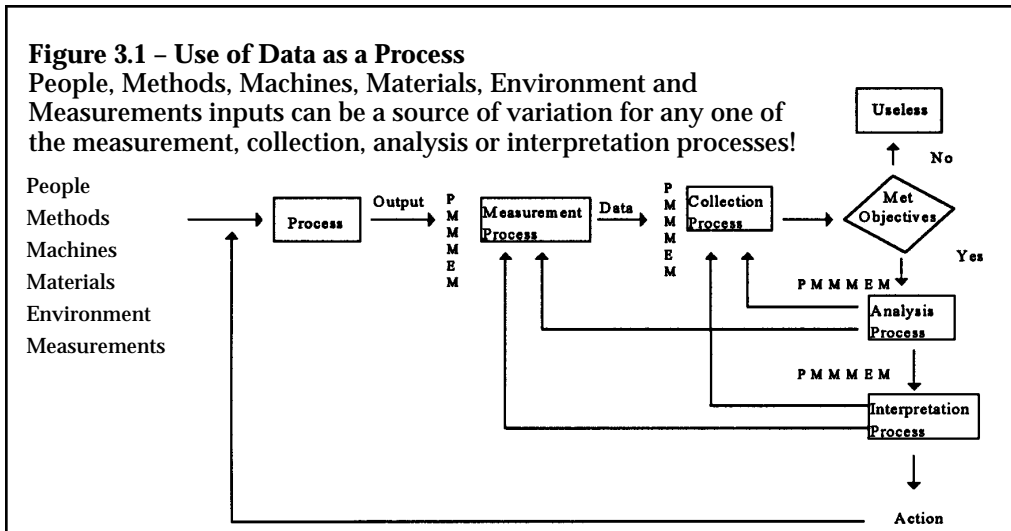 Figure 3.1 – Use of Data as a Process
People, Methods, Machines, Materials, Environment and
Measurements inputs can be a source of variation for any one of
the measurement, collection, analysis or interpretation processes!
Useless
No
People
Methods
Machines
Materials
Environment
Measurements
Process
Output
P
M
M
M
E
M
Measurement
Process
Data
P
M
M
M
E
M
Collection
Process
Met
Objectives
Yes
P M M M E M
Analysis
Process
P M M M E M
Interpretation
Process
Action